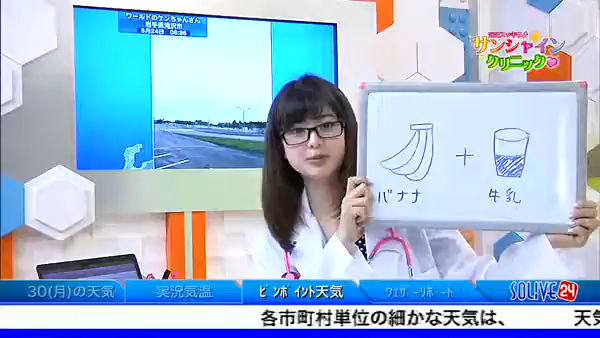 ワールドのケンちゃんさん
岩手県滝沢市
5月24日 08:36
サンシャイン
クリニック
バナナ
+
牛乳
30(月)の天気
実況気温
ピンポイント天気
ウェザーリポート
SOLiVE24
各市町村単位の細かな天気は、
天気